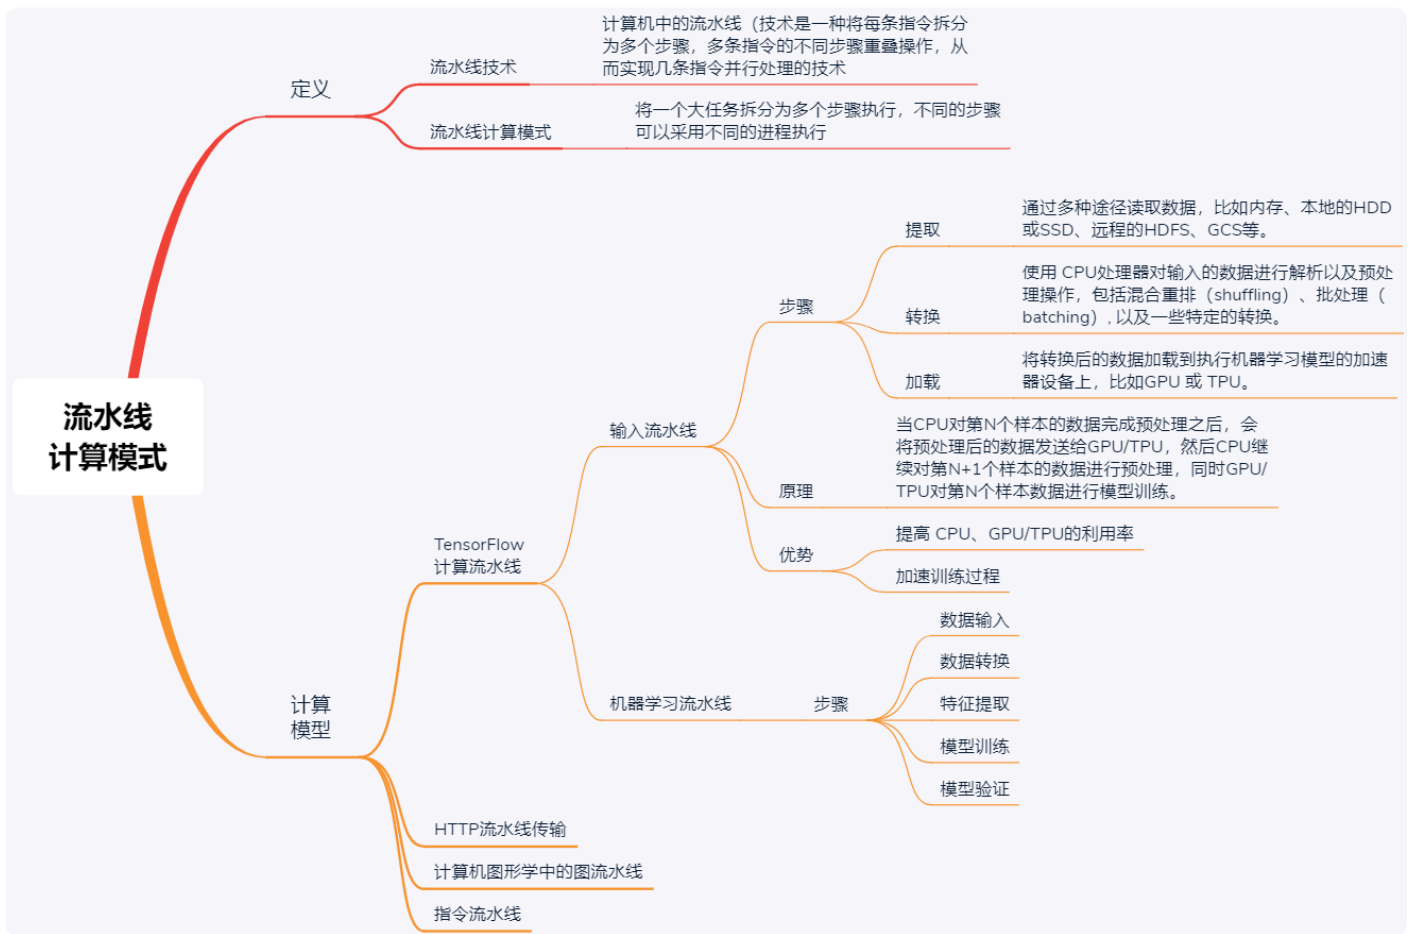 流水线
计算模式
定义
流水线技术
计算机中的流水线（技术是一种将每条指令拆分
为多个步骤，多条指令的不同步骤重叠操作，从
而实现几条指令并行处理的技术
流水线计算模式
将一个大任务拆分为多个步骤执行，不同的步骤
可以采用不同的进程执行
计算
模型
TensorFlow
计算流水线
输入流水线
步骤
提取
通过多种途径读取数据，比如内存、本地的HDD
或SSD、远程的HDFS、GCS等。
转换
使用 CPU处理器对输入的数据进行解析以及预处
理操作，包括混合重排（shuffling）、批处理（
batching）, 以及一些特定的转换。
加载
将转换后的数据加载到执行机器学习模型的加速
器设备上，比如GPU 或 TPU。
原理
当CPU对第N个样本的数据完成预处理之后，会
将预处理后的数据发送给GPU/TPU，然后CPU继
续对第N+1个样本的数据进行预处理，同时GPU/
TPU对第N个样本数据进行模型训练。
优势
提高 CPU、GPU/TPU的利用率
加速训练过程
机器学习流水线
步骤
数据输入
数据转换
特征提取
模型训练
模型验证
HTTP流水线传输
计算机图形学中的图流水线
指令流水线